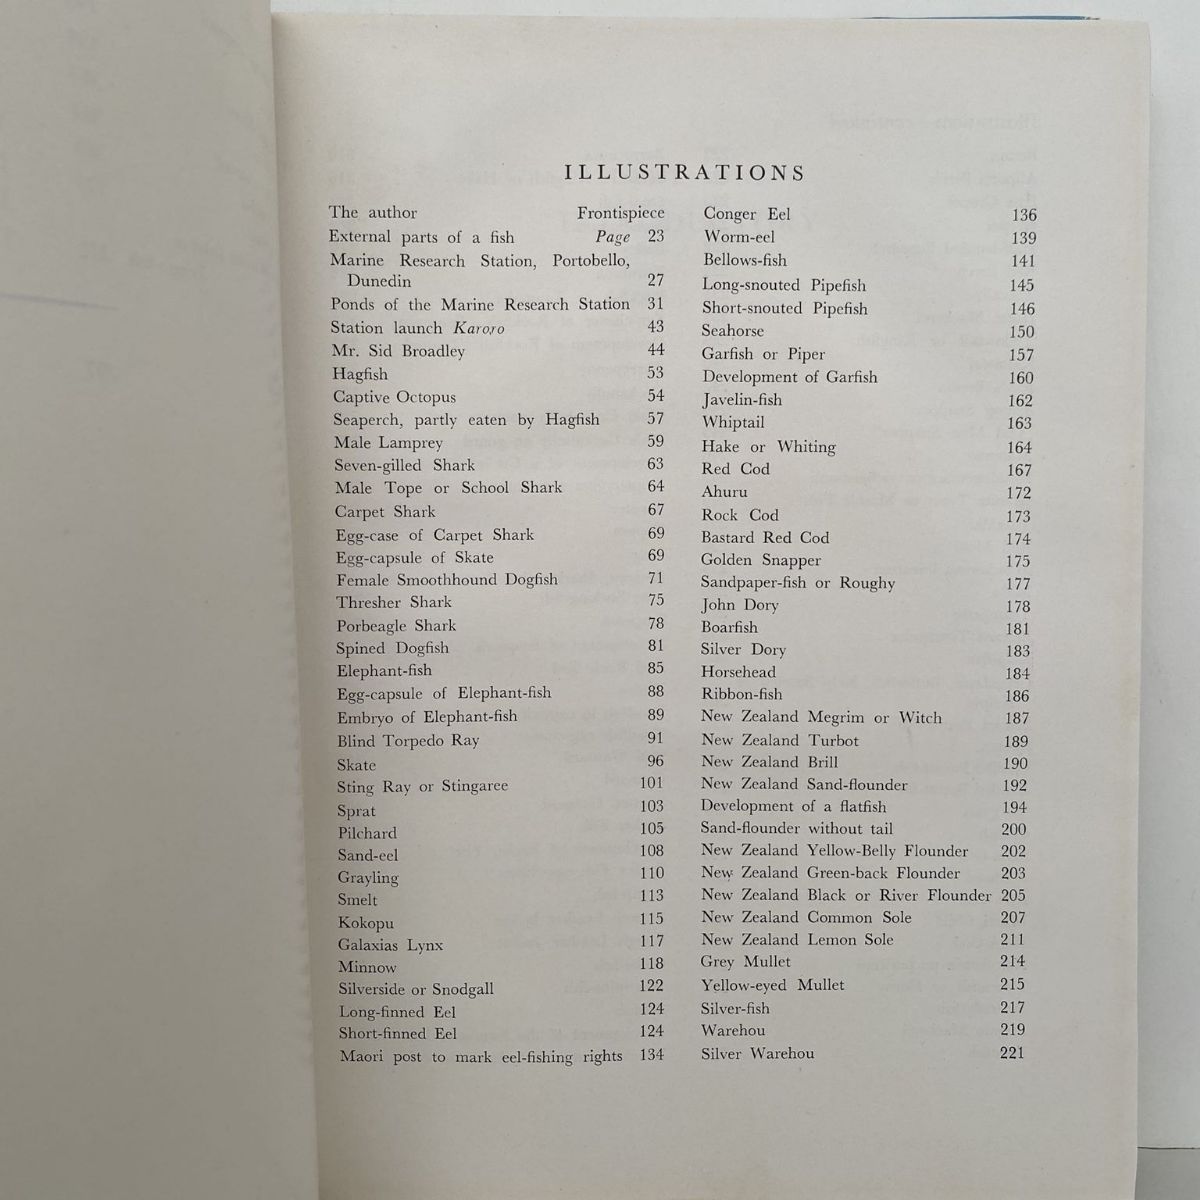 ILLUSTRATIONS
The author Frontispiece
External parts of a fish Page 23
Marine Research Station, Portobello,
Dunedin 27
Ponds of the Marine Research Station 31
Station launch Karoro 43
Mr. Sid Broadley 44
Hagfish 53
Captive Octopus 54
Seaperch, partly eaten by Hagfish 57
Male Lamprey 59
Seven-gilled Shark 63
Male Tope or School Shark 64
Carpet Shark 67
Egg-case of Carpet Shark 69
Egg-capsule of Skate 69
Female Smoothhound Dogfish 71
Thresher Shark 75
Porbeagle Shark 78
Spined Dogfish 81
Elephant-fish 85
Egg-capsule of Elephant-fish 88
Embryo of Elephant-fish 89
Blind Torpedo Ray 91
Skate 96
Sting Ray or Stingaree 101
Sprat 103
Pilchard 105
Sand-eel 108
Grayling 110
Smelt 113
Kokopu 115
Galaxias Lynx 117
Minnow 118
Silverside or Snodgall 122
Long-finned Eel 124
Short-finned Eel 124
Maori post to mark eel-fishing rights 134
Conger Eel 136
Worm-eel 139
Bellows-fish 141
Long-snouted Pipefish 145
Short-snouted Pipefish 146
Seahorse 150
Garfish or Piper 157
Development of Garfish 160
Javelin-fish 162
Whiptail 163
Hake or Whiting 164
Red Cod 167
Ahuru 172
Rock Cod 173
Bastard Red Cod 174
Golden Snapper 175
Sandpaper-fish or Roughy 177
John Dory 178
Boarfish 181
Silver Dory 183
Horsehead 184
Ribbon-fish 186
New Zealand Megrim or Witch 187
New Zealand Turbot 189
New Zealand Brill 190
New Zealand Sand-flounder 192
Development of a flatfish 194
Sand-flounder without tail 200
New Zealand Yellow-Belly Flounder 202
New Zealand Green-back Flounder 203
New Zealand Black or River Flounder 205
New Zealand Common Sole 207
New Zealand Lemon Sole 211
Grey Mullet 214
Yellow-eyed Mullet 215
Silver-fish 217
Warehou 219
Silver Warehou 221